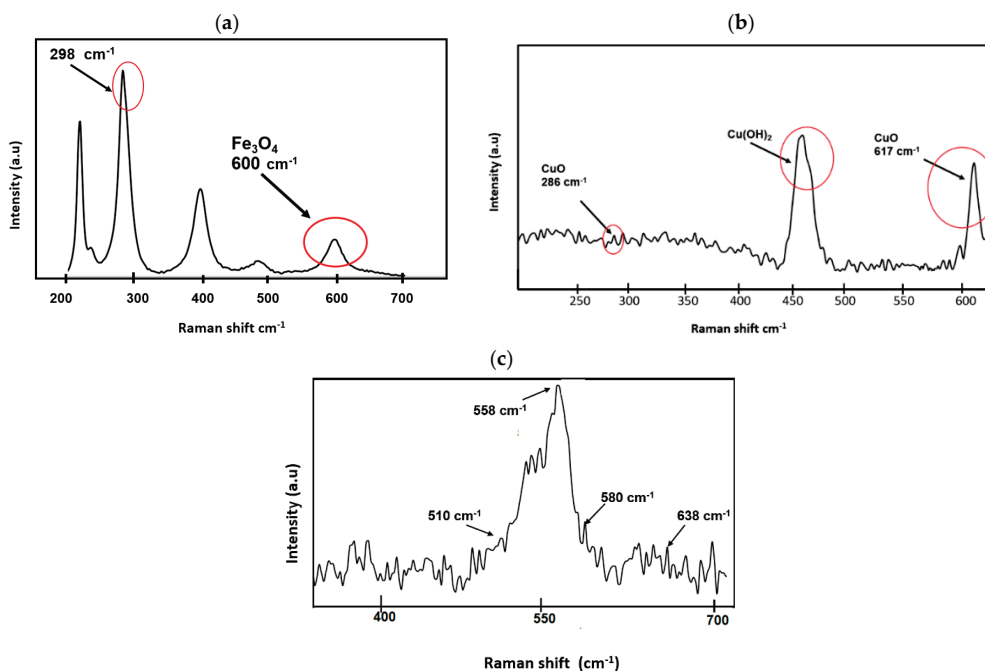 (a)
298 cm⁻¹
Fe₃O₄
600 cm⁻¹
Intensity (a.u)
200 300 400 500 600 700
Raman shift cm⁻¹
(b)
CuO
286 cm⁻¹
Cu(OH)₂
CuO
617 cm⁻¹
Intensity (a.u)
250 300 350 400 450 500 550 600
Raman shift cm⁻¹
(c)
558 cm⁻¹
510 cm⁻¹
580 cm⁻¹
638 cm⁻¹
Intensity (a.u)
400 550 700
Raman shift (cm⁻¹)